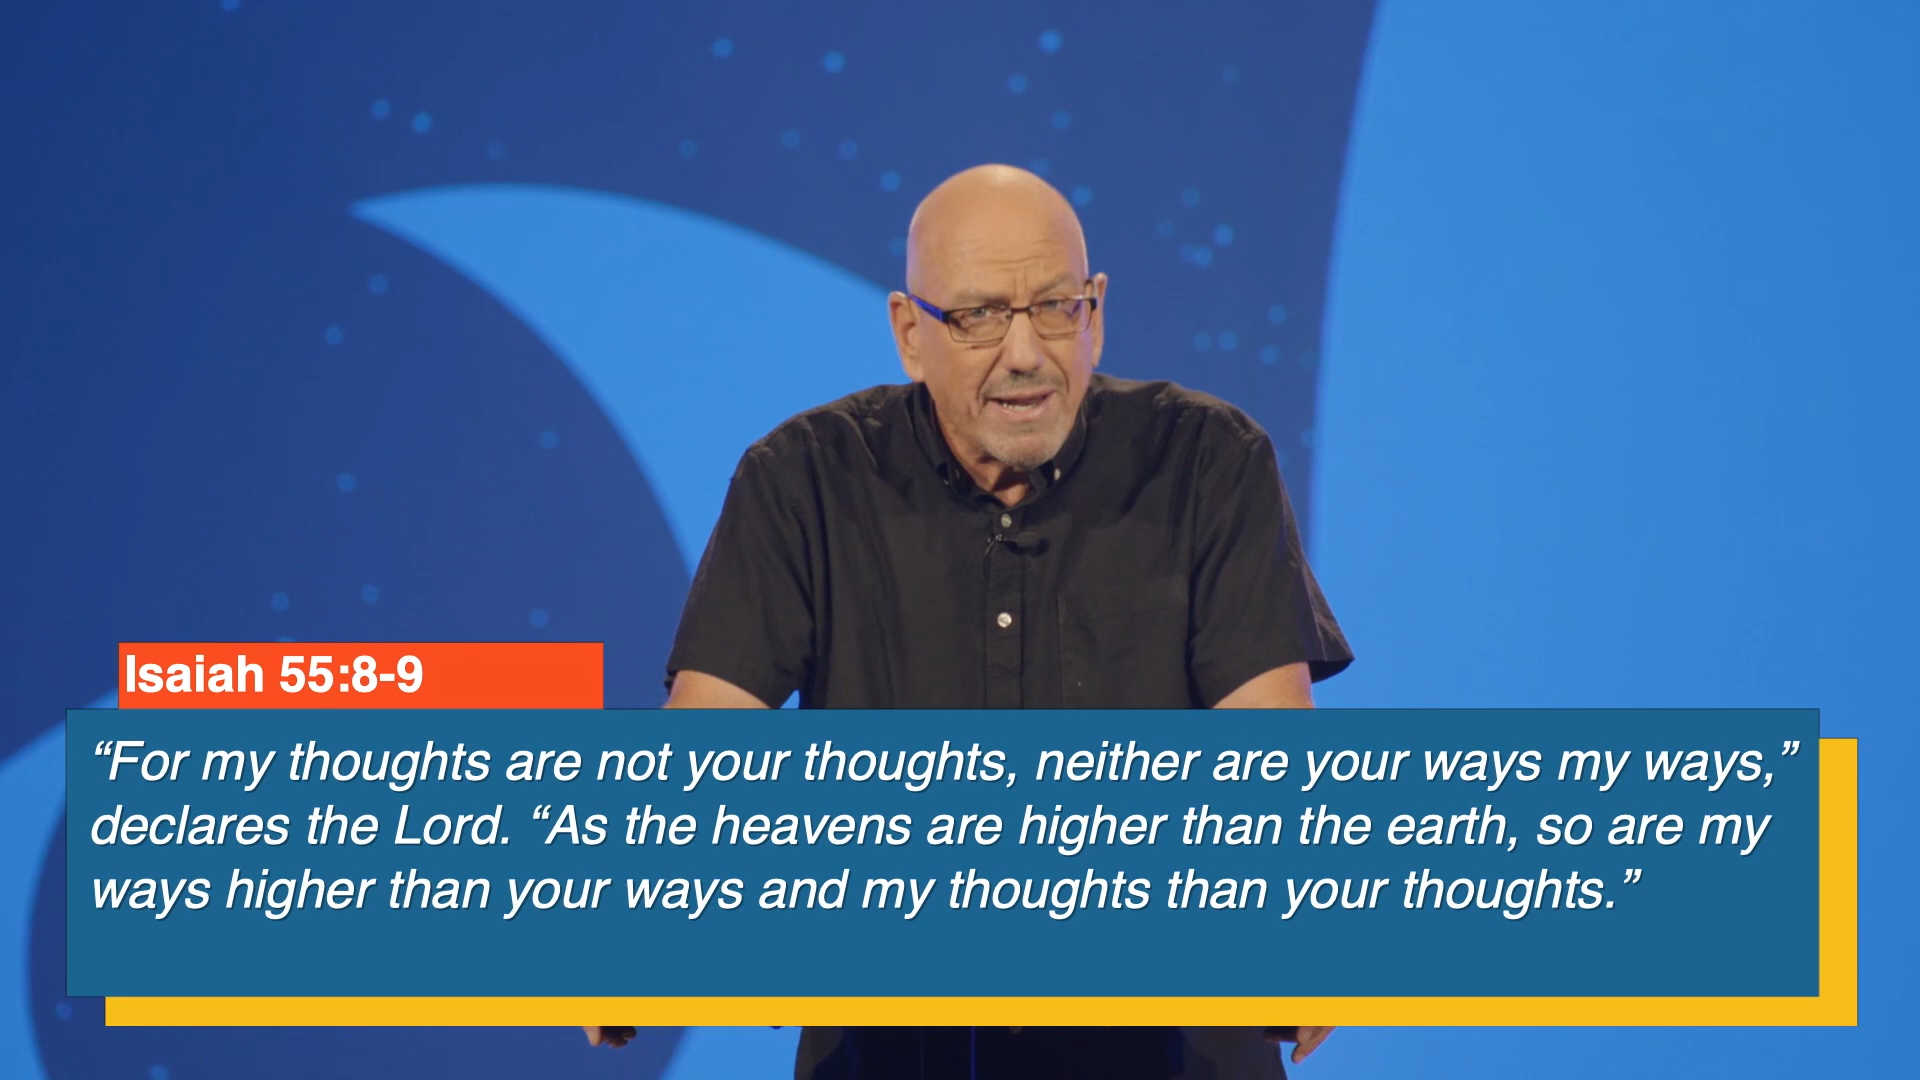 Isaiah 55:8-9
“For my thoughts are not your thoughts, neither are your ways my ways,”
declares the Lord. “As the heavens are higher than the earth, so are my
ways higher than your ways and my thoughts than your thoughts.”